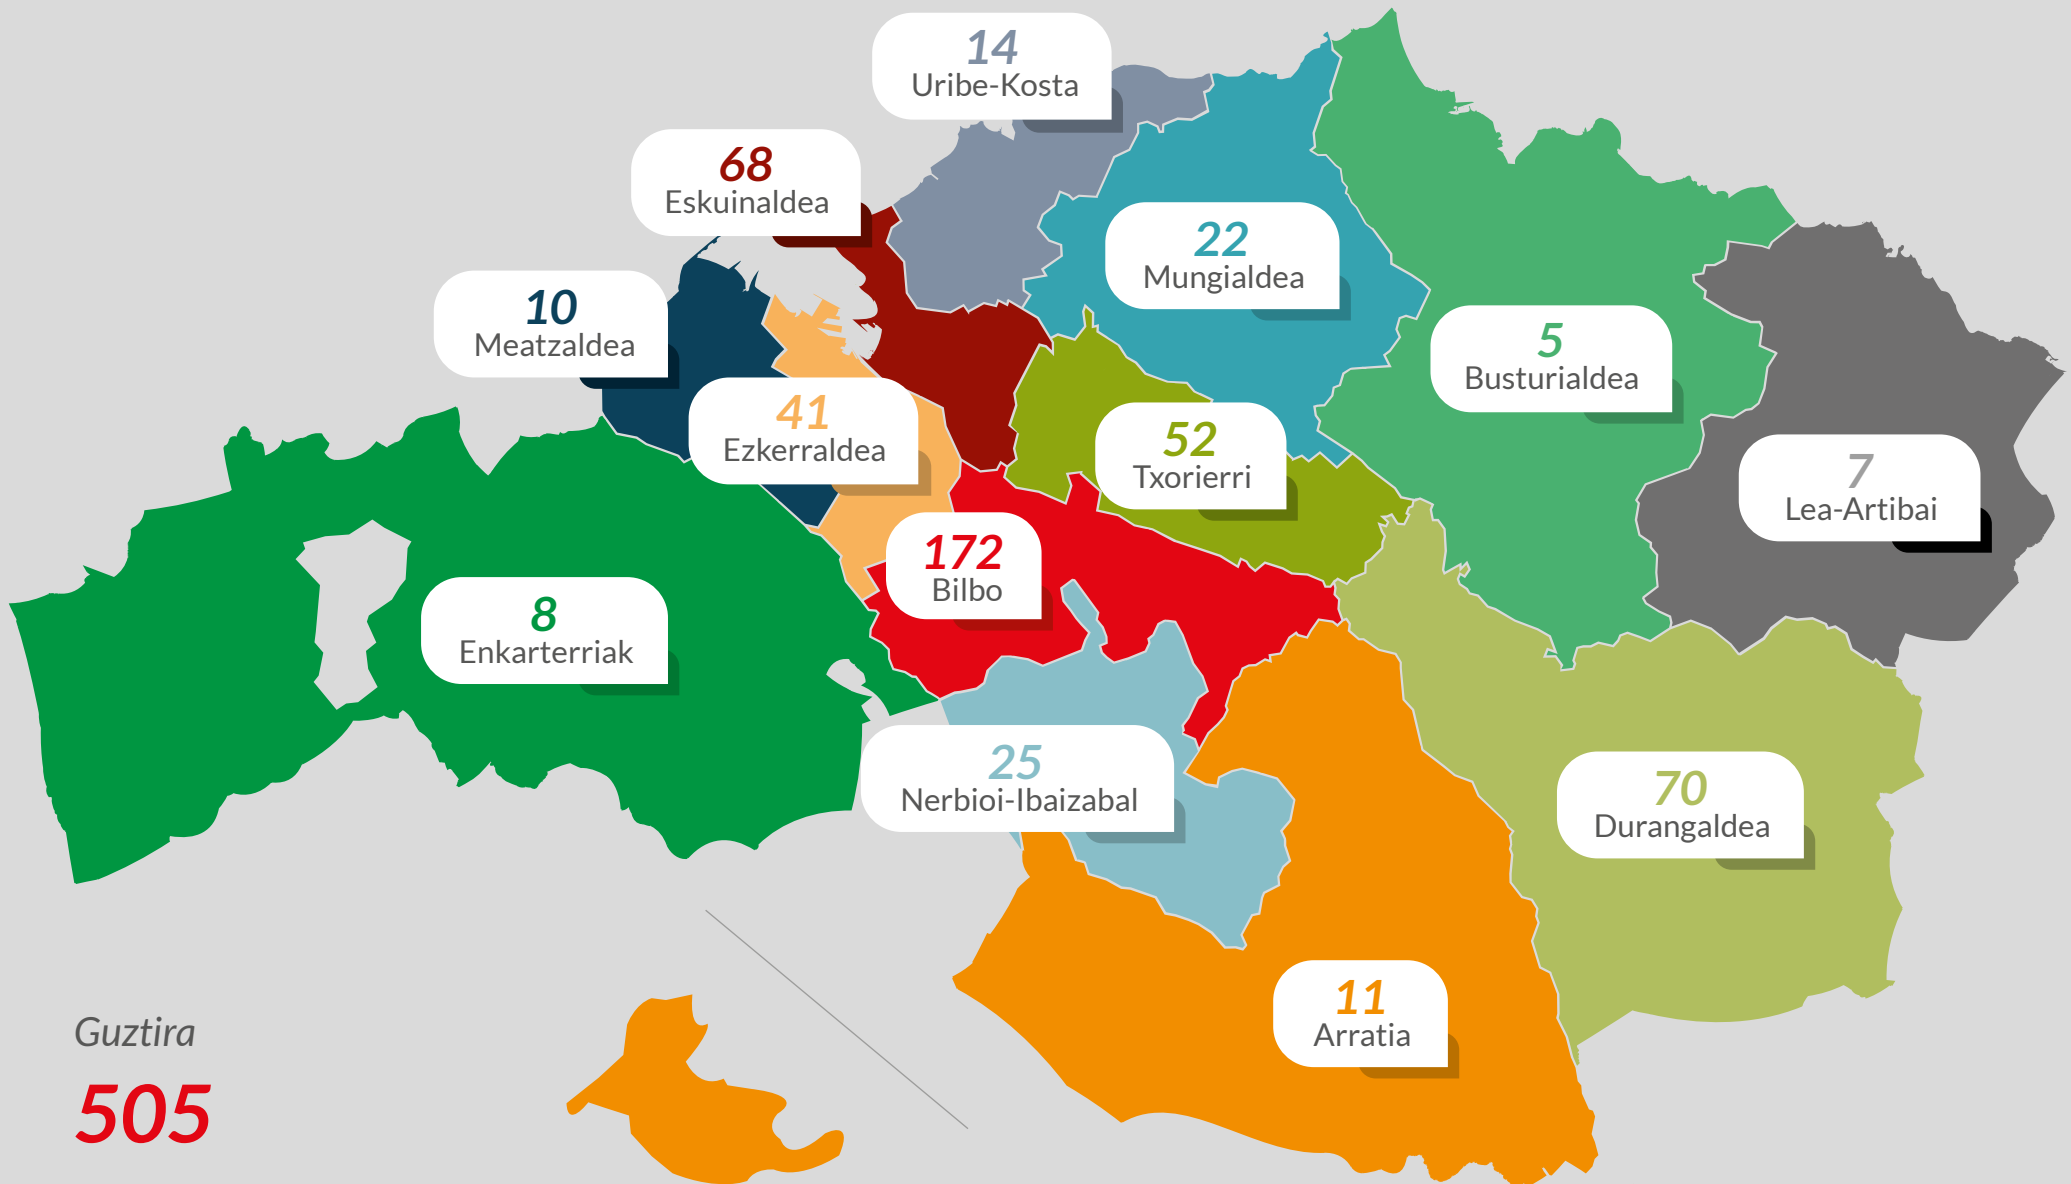 14
Uribe-Kosta
68
Eskuinaldea
22
Mungialdea
10
Meatzaldea
5
Busturialdea
41
Ezkerraldea
52
Txorierri
7
Lea-Artibai
172
Bilbo
8
Enkarterriak
25
Nerbioi-Ibaizabal
70
Durangaldea
11
Arratia
Guztira
505